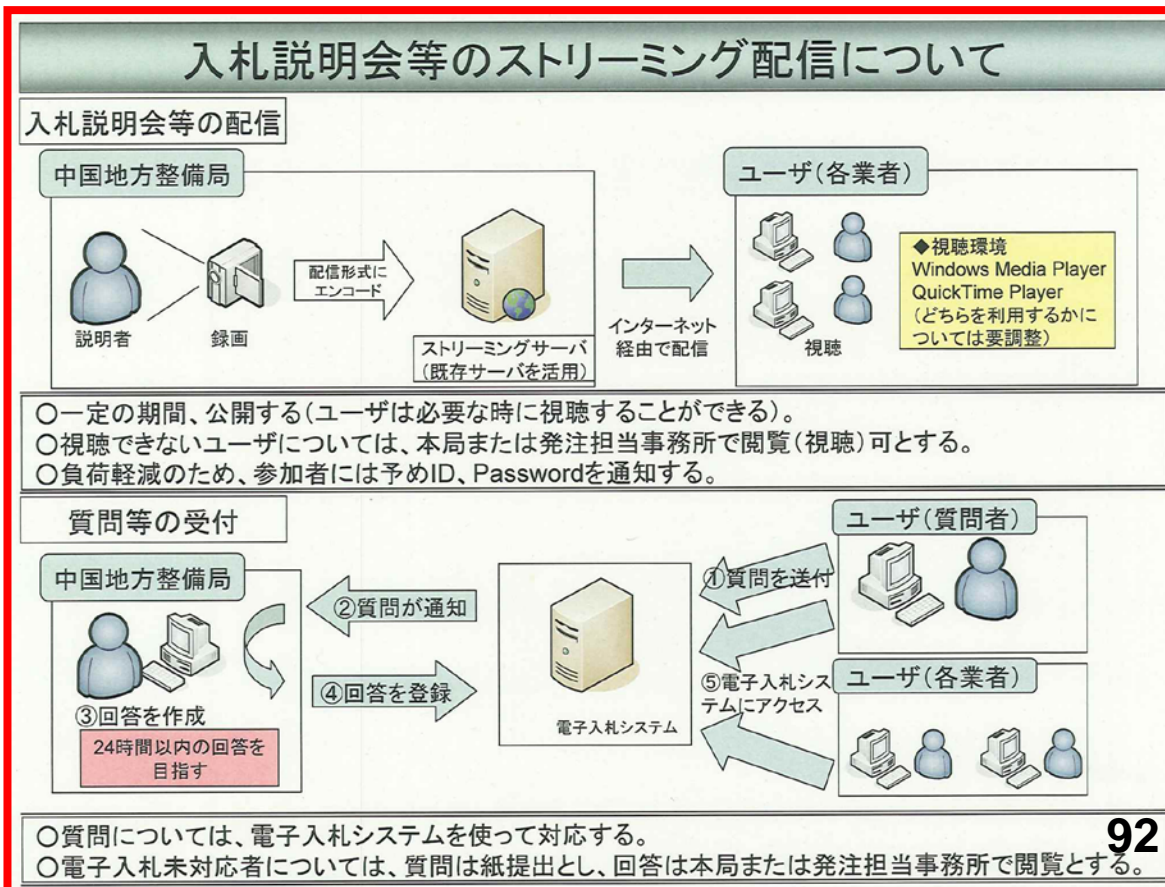 入札説明会等のストリーミング配信について
入札説明会等の配信
中国地方整備局
説明者
録画
配信形式に
エンコード
ストリーミングサーバ
(既存サーバを活用)
インターネット
経由で配信
ユーザ(各業者)
視聴
◆視聴環境
Windows Media Player
QuickTime Player
(どちらを利用するかに
ついては要調整)
○一定の期間、公開する(ユーザは必要な時に視聴することができる)。
○視聴できないユーザについては、本局または発注担当事務所で閲覧(視聴)可とする。
○負荷軽減のため、参加者には予めID、Passwordを通知する。
質問等の受付
中国地方整備局
③回答を作成
24時間以内の回答を
目指す
②質問が通知
④回答を登録
電子入札システム
①質問を送付
⑤電子入札シス
テムにアクセス
ユーザ(質問者)
ユーザ(各業者)
○質問については、電子入札システムを使って対応する。
○電子入札未対応者については、質問は紙提出とし、回答は本局または発注担当事務所で閲覧とする。
92